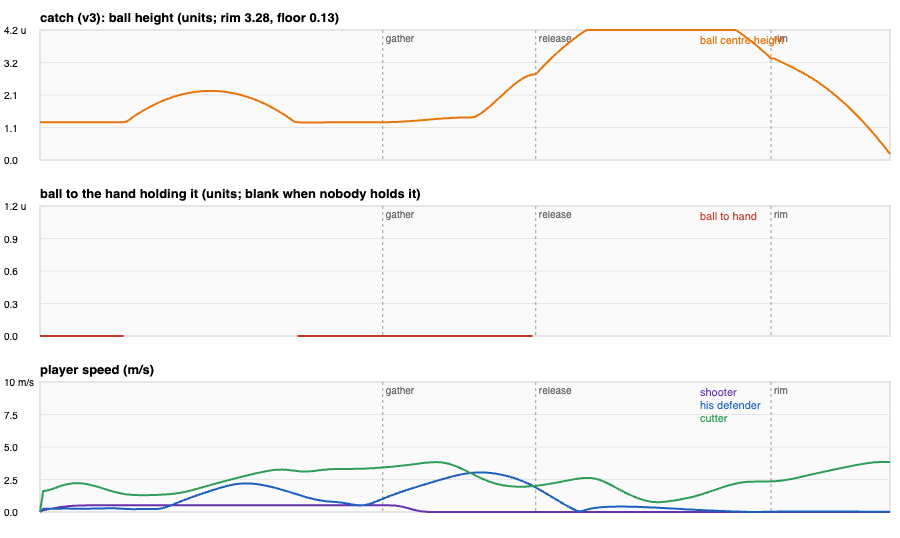 catch (v3): ball height (units; rim 3.28, floor 0.13)
4.2 u
gather
release
ball centre height
rim
3.2
2.1
1.1
0.0
ball to the hand holding it (units; blank when nobody holds it)
1.2 u
gather
release
ball to hand
rim
0.9
0.6
0.3
0.0
player speed (m/s)
10 m/s
gather
release
shooter
rim
his defender
7.5
cutter
5.0
2.5
0.0